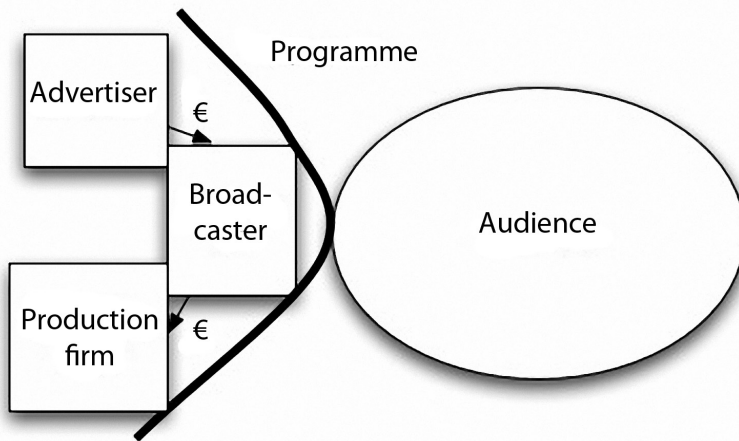 Programme
Advertiser
€
Broad-
caster
Audience
Production
firm
€